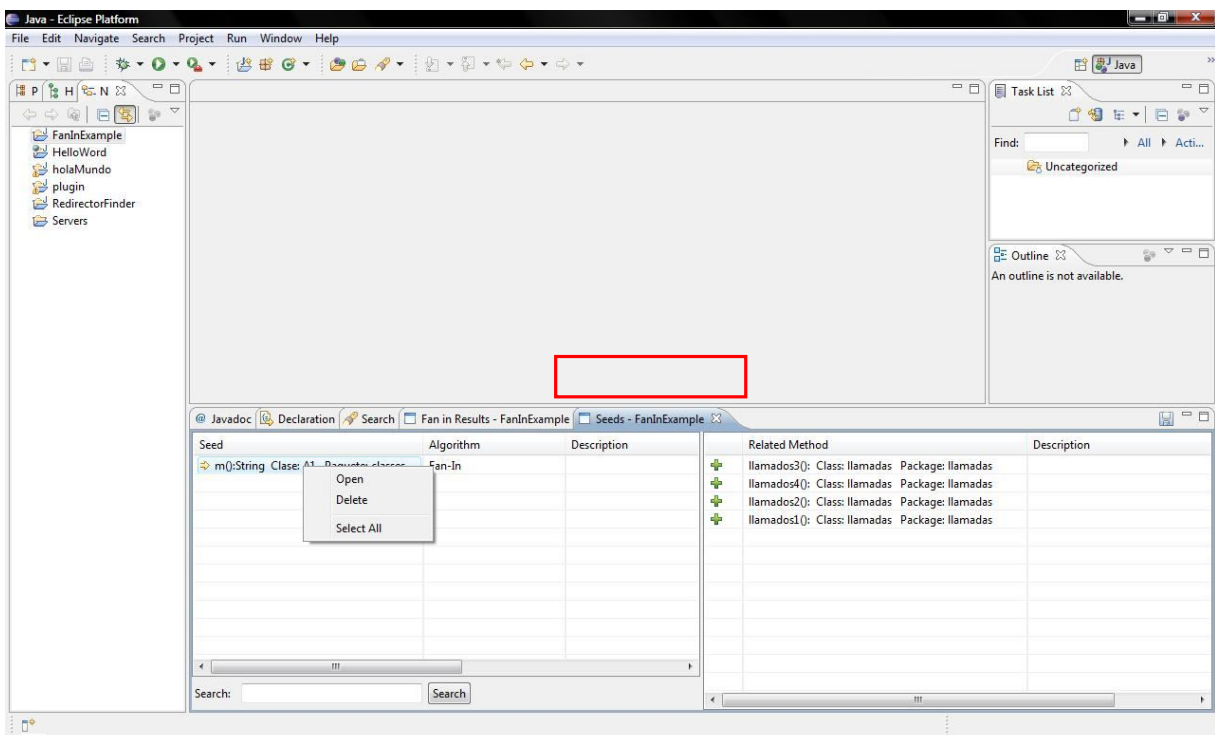 Java - Eclipse Platform
File Edit Navigate Search Project Run Window Help
Java
P H N
Task List
FanInExample
HelloWord
holaMundo
plugin
RedirectorFinder
Servers
Find: All Acti...
Uncategorized
Outline
An outline is not available.
@ Javadoc Declaration Search Fan in Results - FanInExample Seeds - FanInExample
Seed Algorithm Description
m():String Clase: A1 Paquete: classes Fan-In
Open
Delete
Select All
Search: Search
Related Method Description
llamados3(): Class: llamadas Package: llamadas
llamados4(): Class: llamadas Package: llamadas
llamados2(): Class: llamadas Package: llamadas
llamados1(): Class: llamadas Package: llamadas